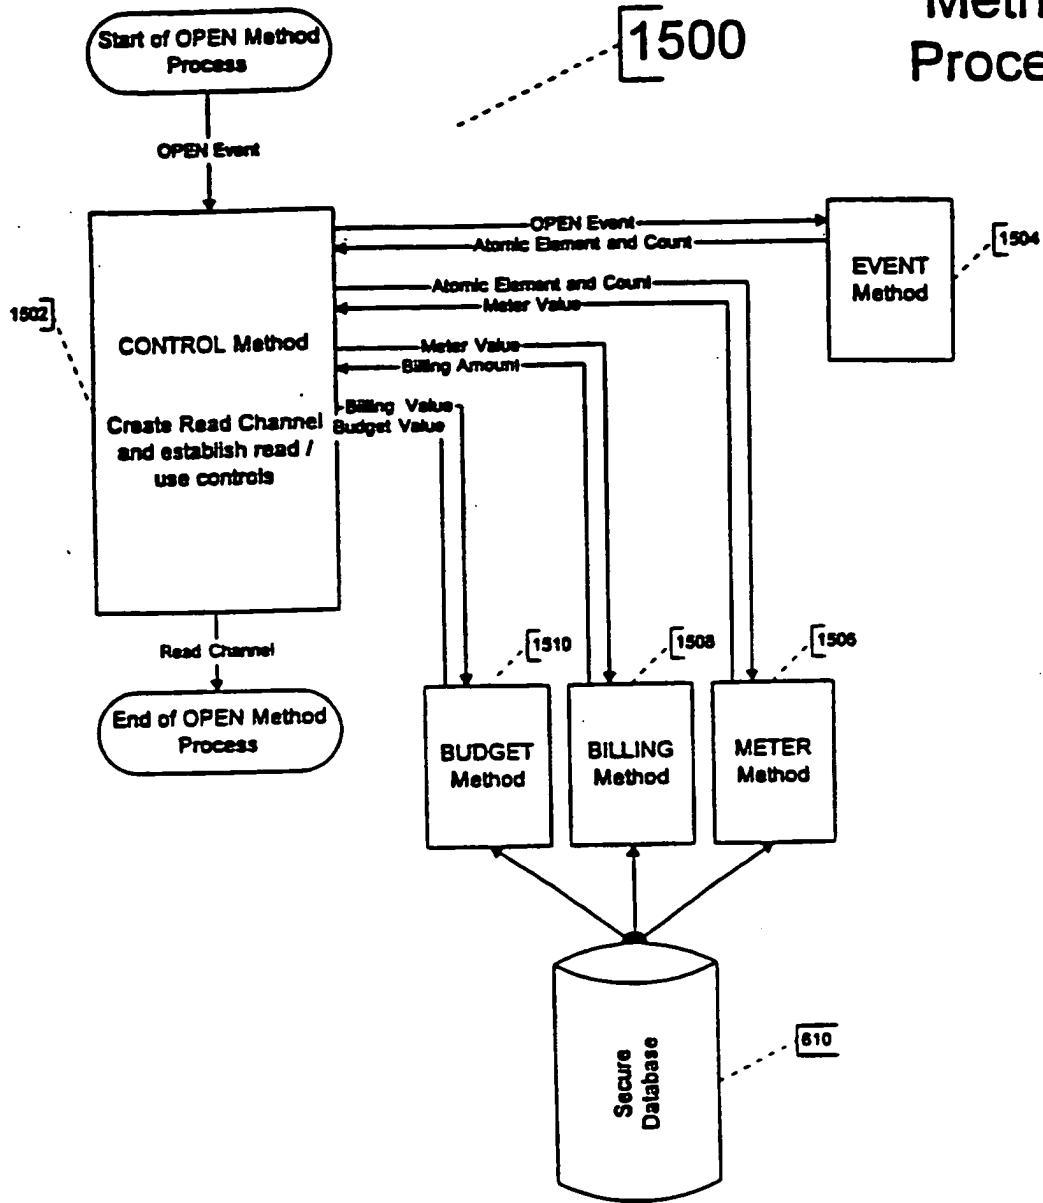 Start of OPEN Method
Process
1500
Meth
Proce
OPEN Event
OPEN Event
Atomic Element and Count
EVENT
Method
1504
Atomic Element and Count
Meter Value
1502
CONTROL Method
Meter Value
Billing Amount
Create Read Channel
and establish read /
use controls
Billing Value
Budget Value
Read Channel
1510
1508
1506
End of OPEN Method
Process
BUDGET
Method
BILLING
Method
METER
Method
Secure
Database
610